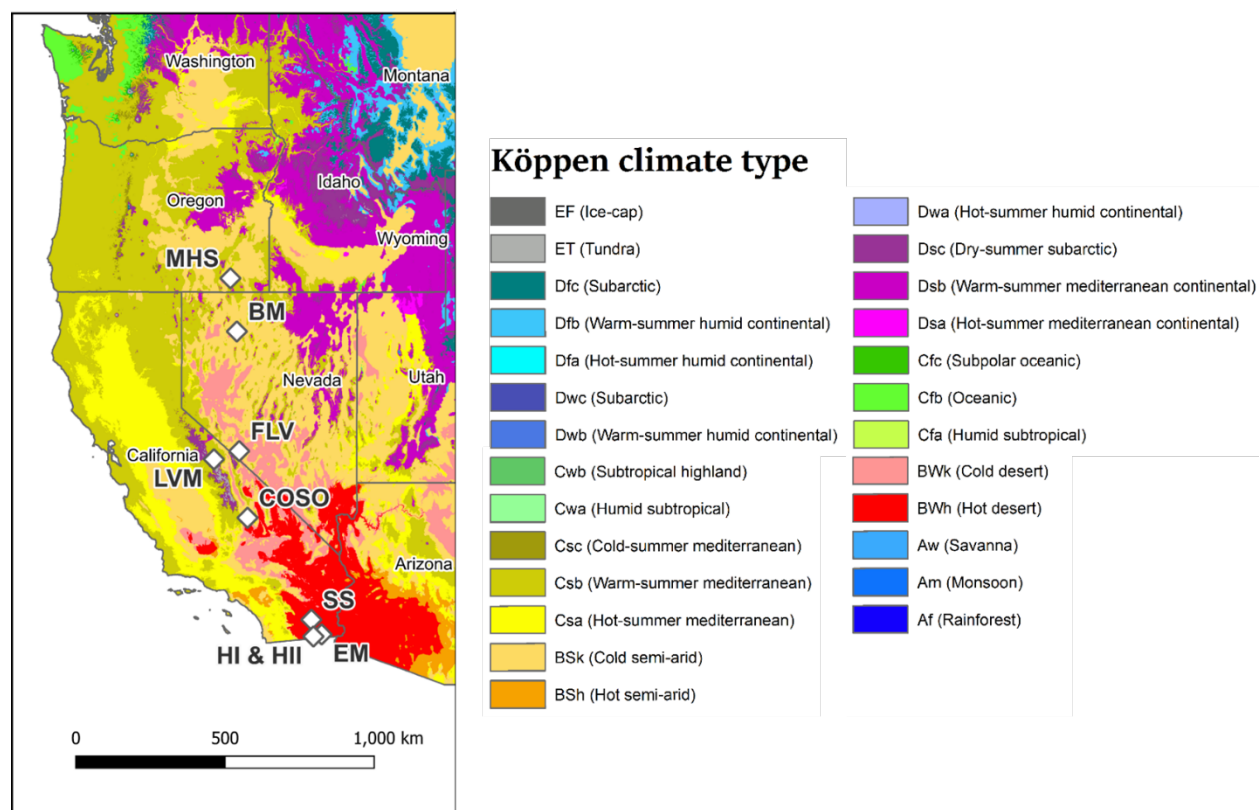 Washington
Montana
Idaho
Oregon
Wyoming
MHS
BM
Nevada
Utah
FLV
California
LVM
COSO
Arizona
SS
HI & HII
EM
0
500
1,000 km
Köppen climate type
EF (Ice-cap)
ET (Tundra)
Dfc (Subarctic)
Dfb (Warm-summer humid continental)
Dfa (Hot-summer humid continental)
Dwc (Subarctic)
Dwb (Warm-summer humid continental)
Cwb (Subtropical highland)
Cwa (Humid subtropical)
Csc (Cold-summer mediterranean)
Csb (Warm-summer mediterranean)
Csa (Hot-summer mediterranean)
BSk (Cold semi-arid)
BSh (Hot semi-arid)
Dwa (Hot-summer humid continental)
Dsc (Dry-summer subarctic)
Dsb (Warm-summer mediterranean continental)
Dsa (Hot-summer mediterranean continental)
Cfc (Subpolar oceanic)
Cfb (Oceanic)
Cfa (Humid subtropical)
BWk (Cold desert)
BWh (Hot desert)
Aw (Savanna)
Am (Monsoon)
Af (Rainforest)